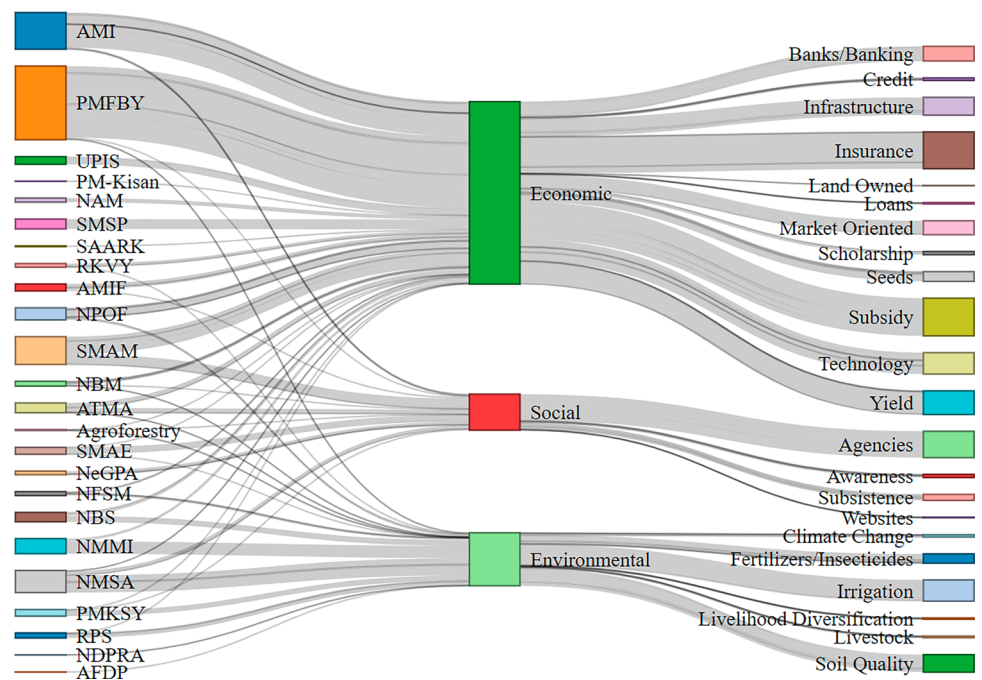 AMI
PMFBY
UPIS
PM-Kisan
NAM
SMSP
SAARK
RKVY
AMIF
NPOF
SMAM
NBM
ATMA
Agroforestry
SMAE
NeGPA
NFSM
NBS
NMMI
NMSA
PMKSY
RPS
NDPRA
AFDP
Economic
Social
Environmental
Banks/Banking
Credit
Infrastructure
Insurance
Land Owned
Loans
Market Oriented
Scholarship
Seeds
Subsidy
Technology
Yield
Agencies
Awareness
Subsistence
Websites
Climate Change
Fertilizers/Insecticides
Irrigation
Livelihood Diversification
Livestock
Soil Quality